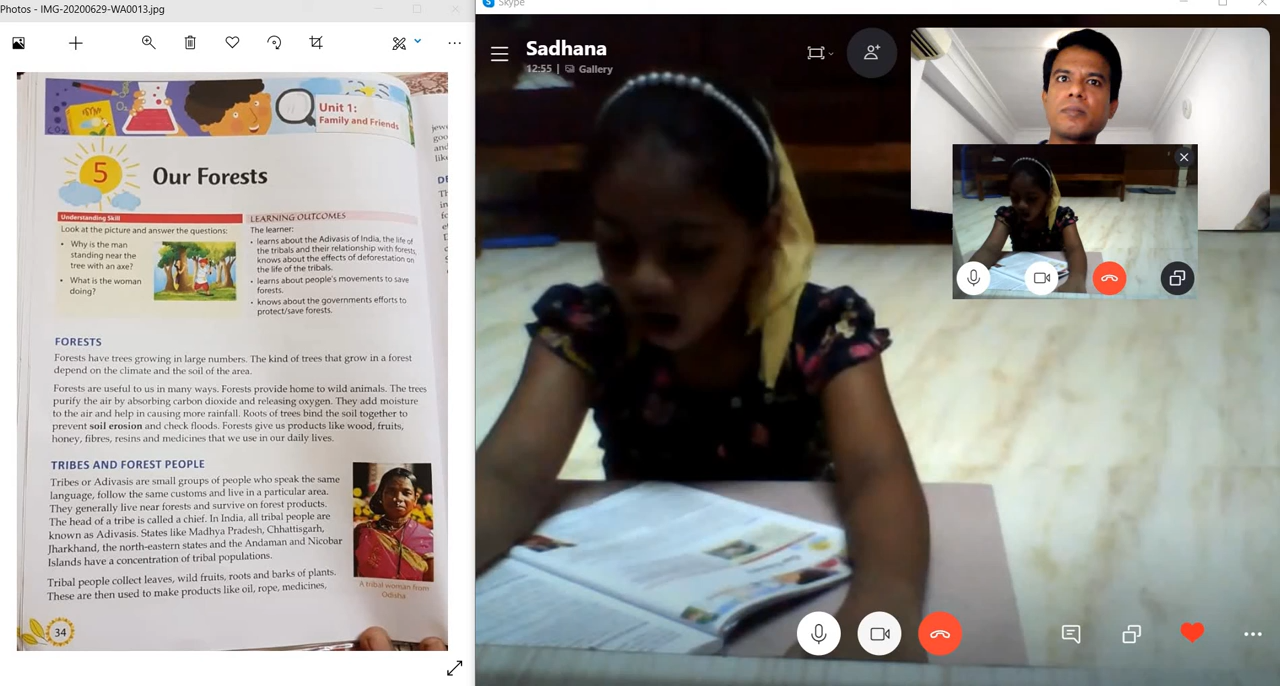 Photos - IMG-20200629-WA0013.jpg
Unit 1:
Family and Friends
5
Our Forests
Understanding Skill
Look at the picture and answer the questions:
• Why is the man
standing near the
tree with an axe?
• What is the woman
doing?
LEARNING OUTCOMES
The learner:
• learns about the Adivasis of India, the life of
the tribals and their relationship with forests,
knows about the effects of deforestation on
the life of the tribals.
• learns about people's movements to save
forests.
• knows about the governments efforts to
protect/save forests.
FORESTS
Forests have trees growing in large numbers. The kind of trees that grow in a forest
depend on the climate and the soil of the area.
Forests are useful to us in many ways. Forests provide home to wild animals. The trees
purify the air by absorbing carbon dioxide and releasing oxygen. They add moisture
to the air and help in causing more rainfall. Roots of trees bind the soil together to
prevent soil erosion and check floods. Forests give us products like wood, fruits,
honey, fibres, resins and medicines that we use in our daily lives.
TRIBES AND FOREST PEOPLE
Tribes or Adivasis are small groups of people who speak the same
language, follow the same customs and live in a particular area.
They generally live near forests and survive on forest products.
The head of a tribe is called a chief. In India, all tribal people are
known as Adivasis. States like Madhya Pradesh, Chhattisgarh,
Jharkhand, the north-eastern states and the Andaman and Nicobar
Islands have a concentration of tribal populations.
Tribal people collect leaves, wild fruits, roots and barks of plants.
These are then used to make products like oil, rope, medicines,
A tribal woman from
Odisha
34
Skype
Sadhana
12:55 | Gallery